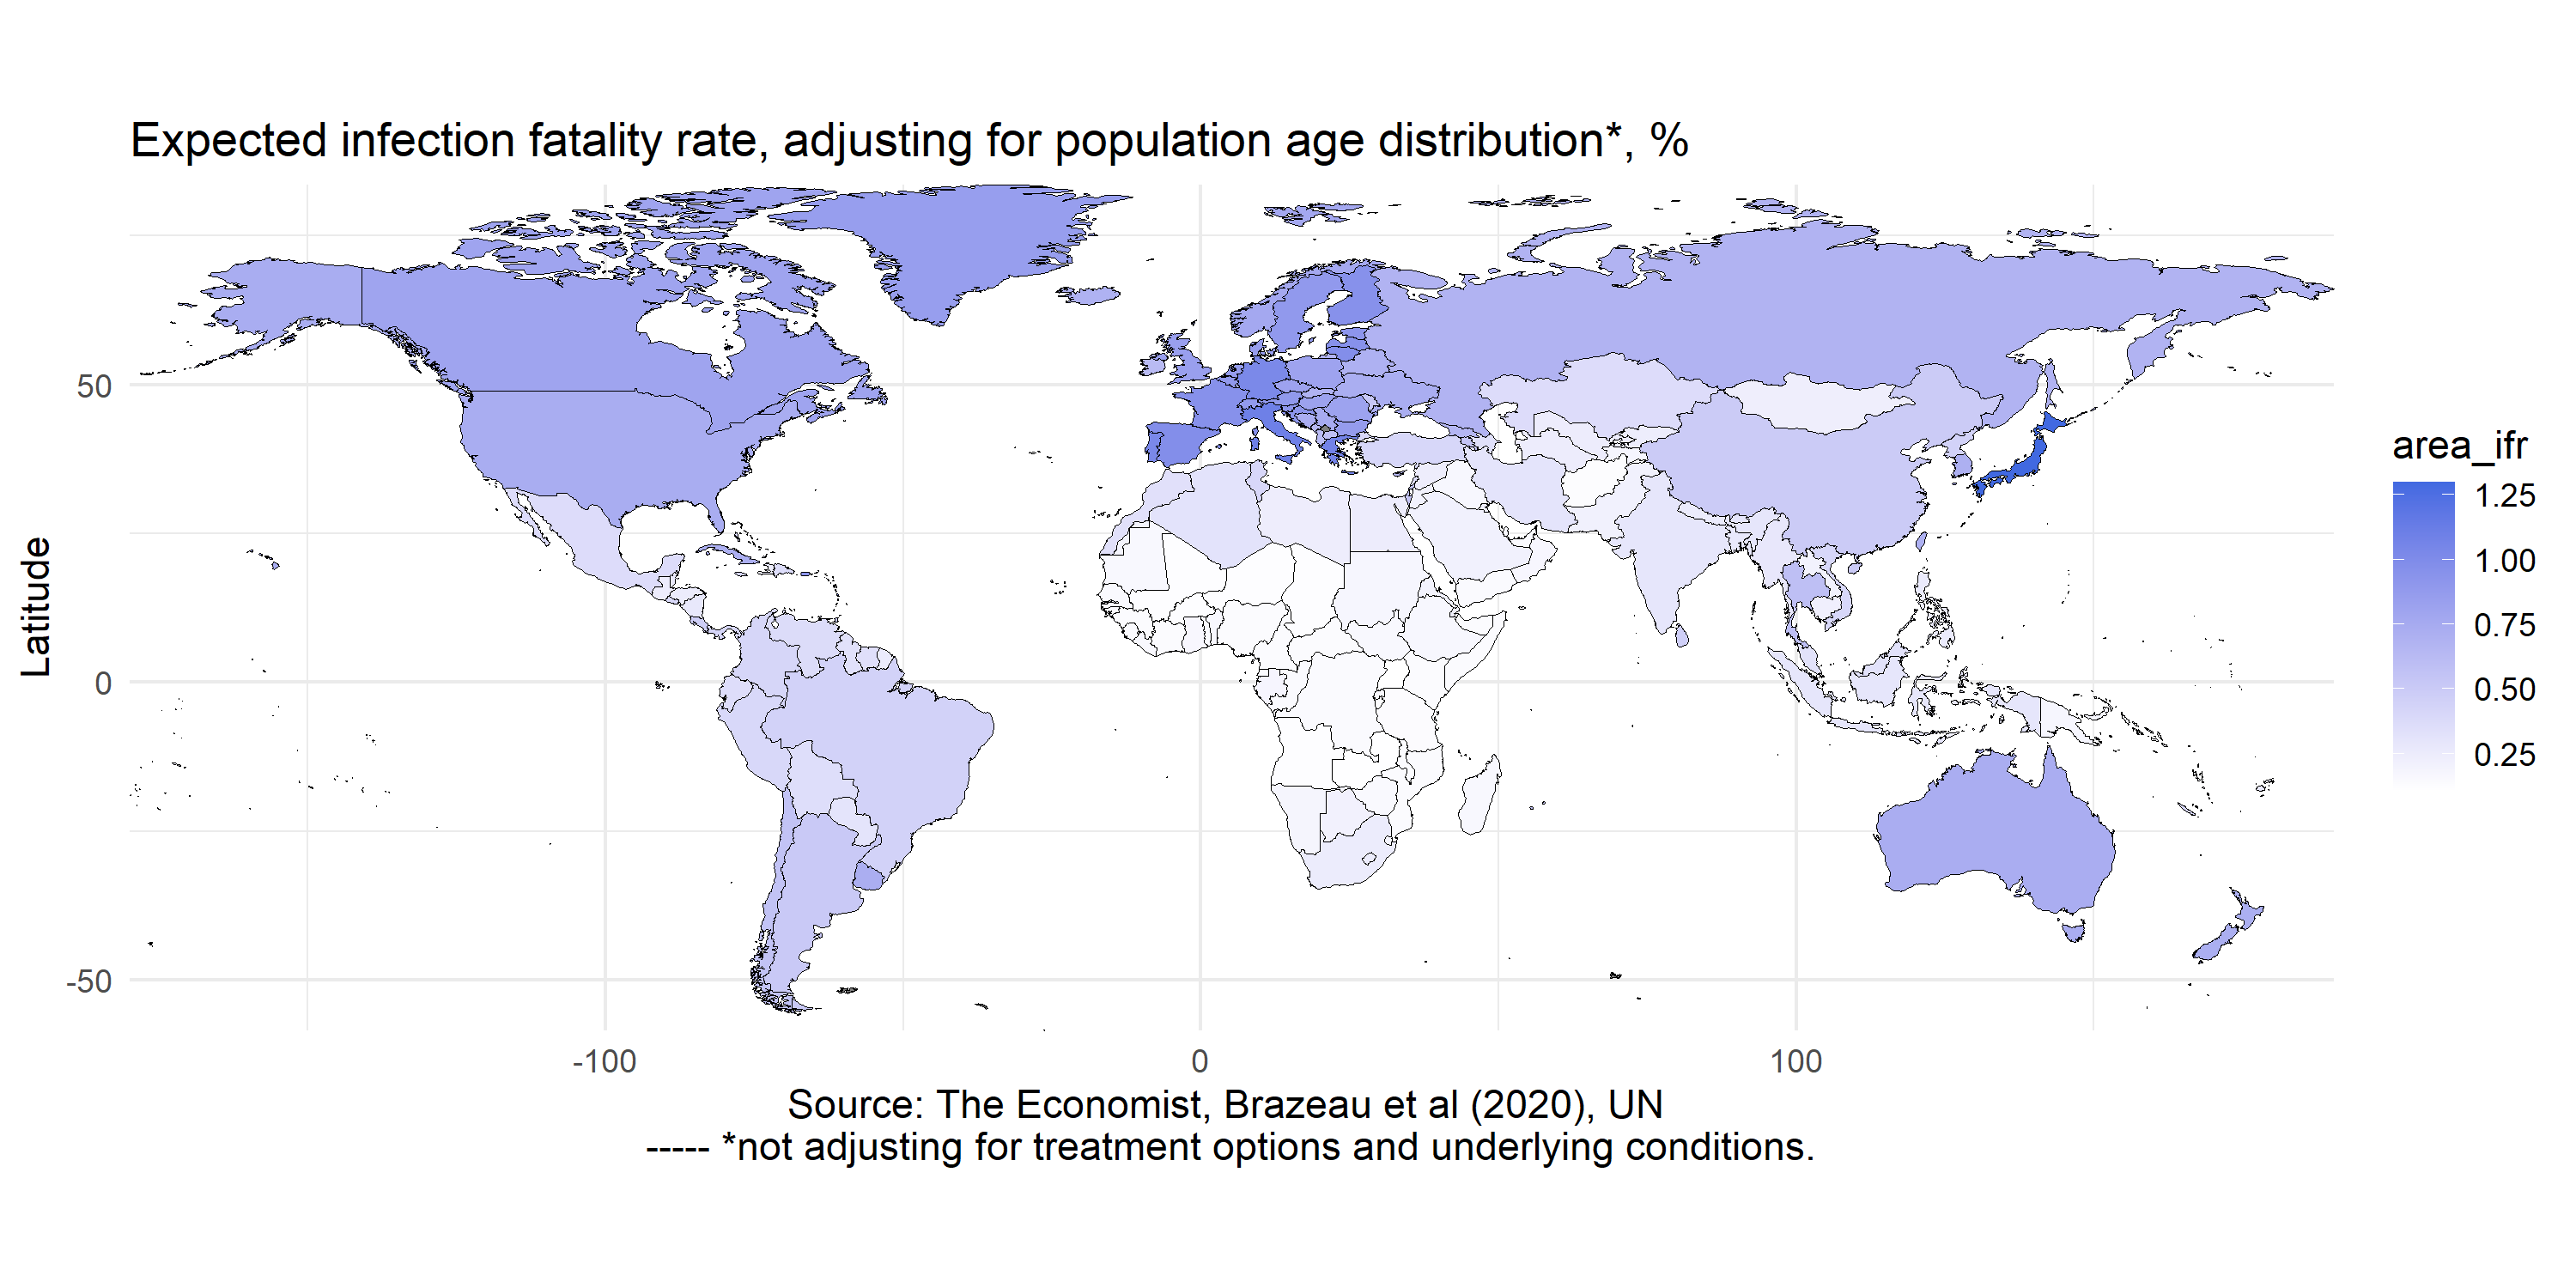 Expected infection fatality rate, adjusting for population age distribution*, %
Latitude
50
0
-50
-100
0
100
Source: The Economist, Brazeau et al (2020), UN
----- *not adjusting for treatment options and underlying conditions.
area_ifr
1.25
1.00
0.75
0.50
0.25